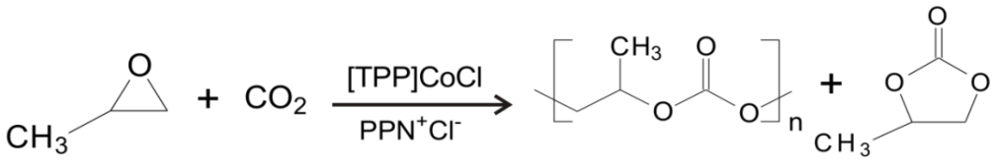 O
CH₃
+ CO₂
[TPP]CoCl
PPN⁺Cl⁻
CH₃ O
O O n
+
O
O O
CH₃